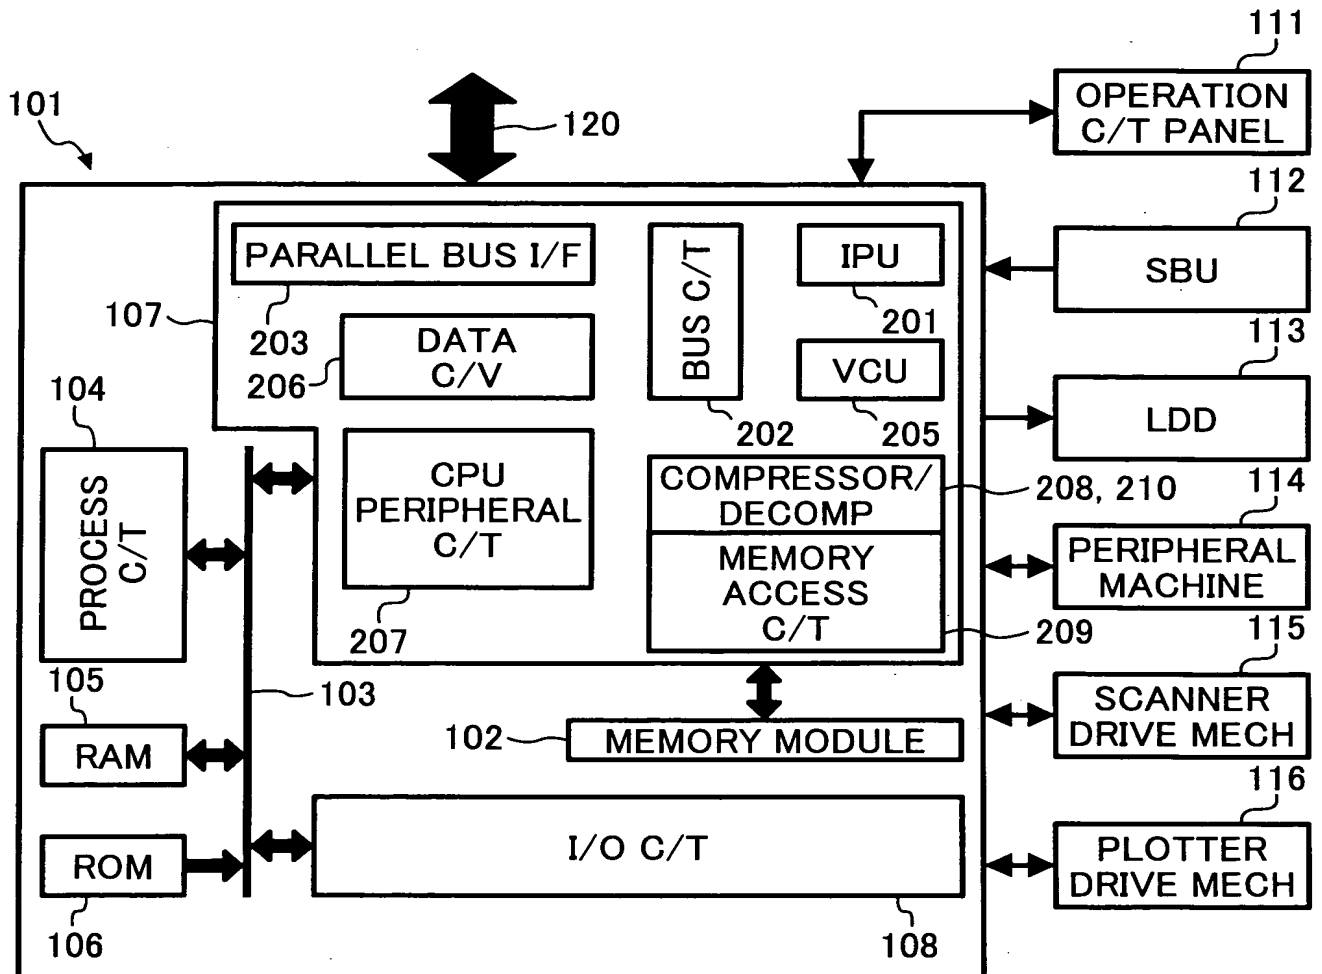 111
OPERATION
C/T PANEL
101
120
112
PARALLEL BUS I/F
BUS C/T
IPU
SBU
107
203
201
113
206
DATA
C/V
VCU
LDD
104
202
205
PROCESS
C/T
CPU
PERIPHERAL
C/T
COMPRESSOR/
DECOMP
208, 210
114
MEMORY
ACCESS
C/T
PERIPHERAL
MACHINE
207
209
115
105
103
SCANNER
DRIVE MECH
RAM
102
MEMORY MODULE
116
ROM
I/O C/T
PLOTTER
DRIVE MECH
106
108